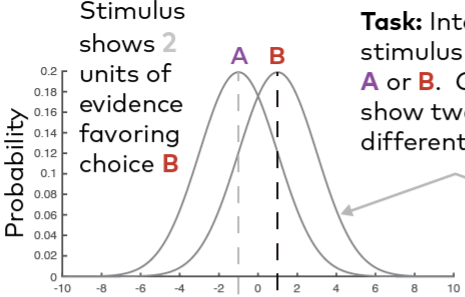 Stimulus
shows 2
units of
evidence
favoring
choice B
A B
Task:
stimulus
A or B.
show
different
Probability
0.2
0.18
0.16
0.14
0.12
0.1
0.08
0.06
0.04
0.02
0
-10 -8 -6 -4 -2 0 2 4 6 8 10